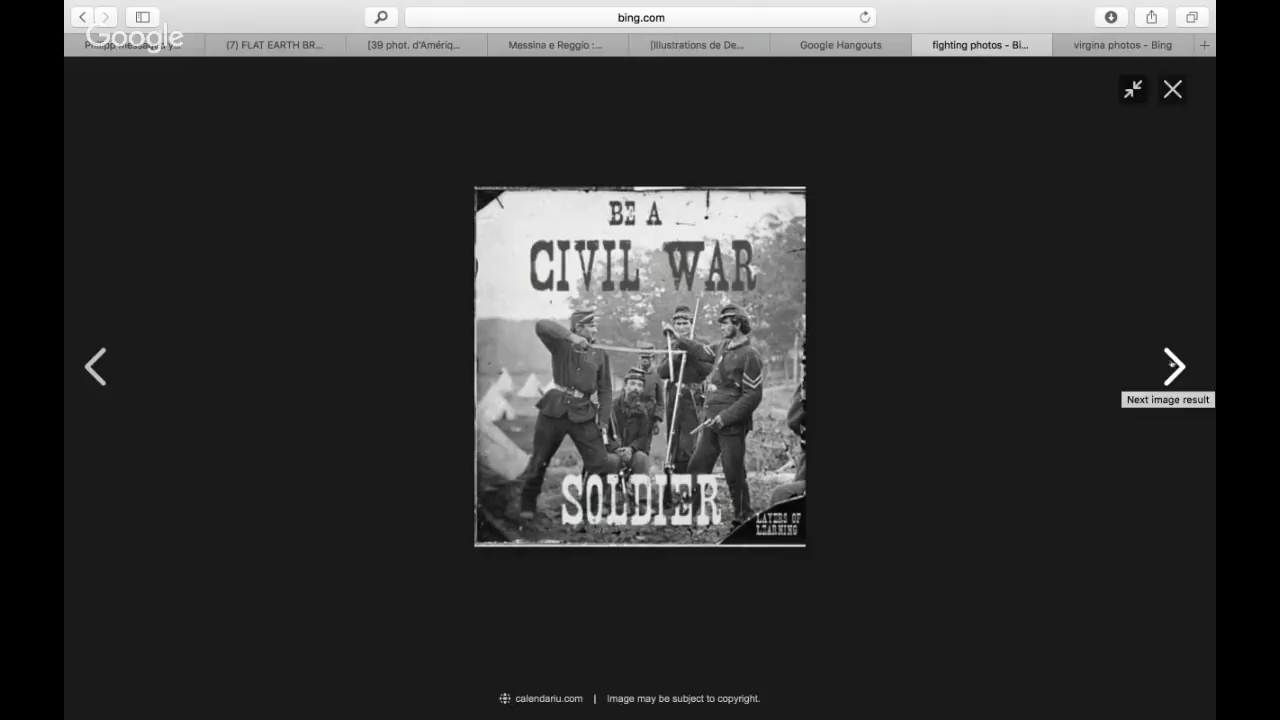 bing.com
Google
(7) FLAT EARTH BR...
[39 phot. d'Amériq...
Messina e Reggio :...
[Illustrations de De...
Google Hangouts
fighting photos - Bi...
virgina photos - Bing
BE A
CIVIL WAR
SOLDIER
LAYERS OF
LEARNING
Next image result
calendariu.com | Image may be subject to copyright.